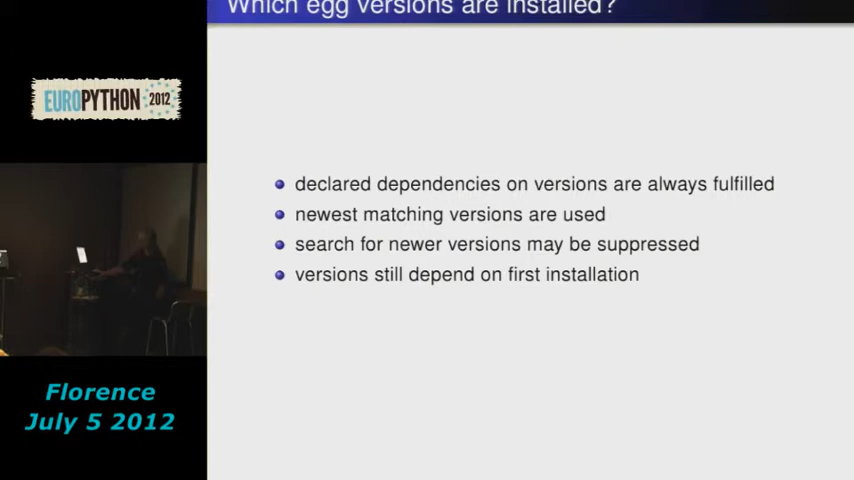 Which egg versions are installed?
EUROPYTHON 2012
declared dependencies on versions are always fulfilled
newest matching versions are used
search for newer versions may be suppressed
versions still depend on first installation
Florence
July 5 2012